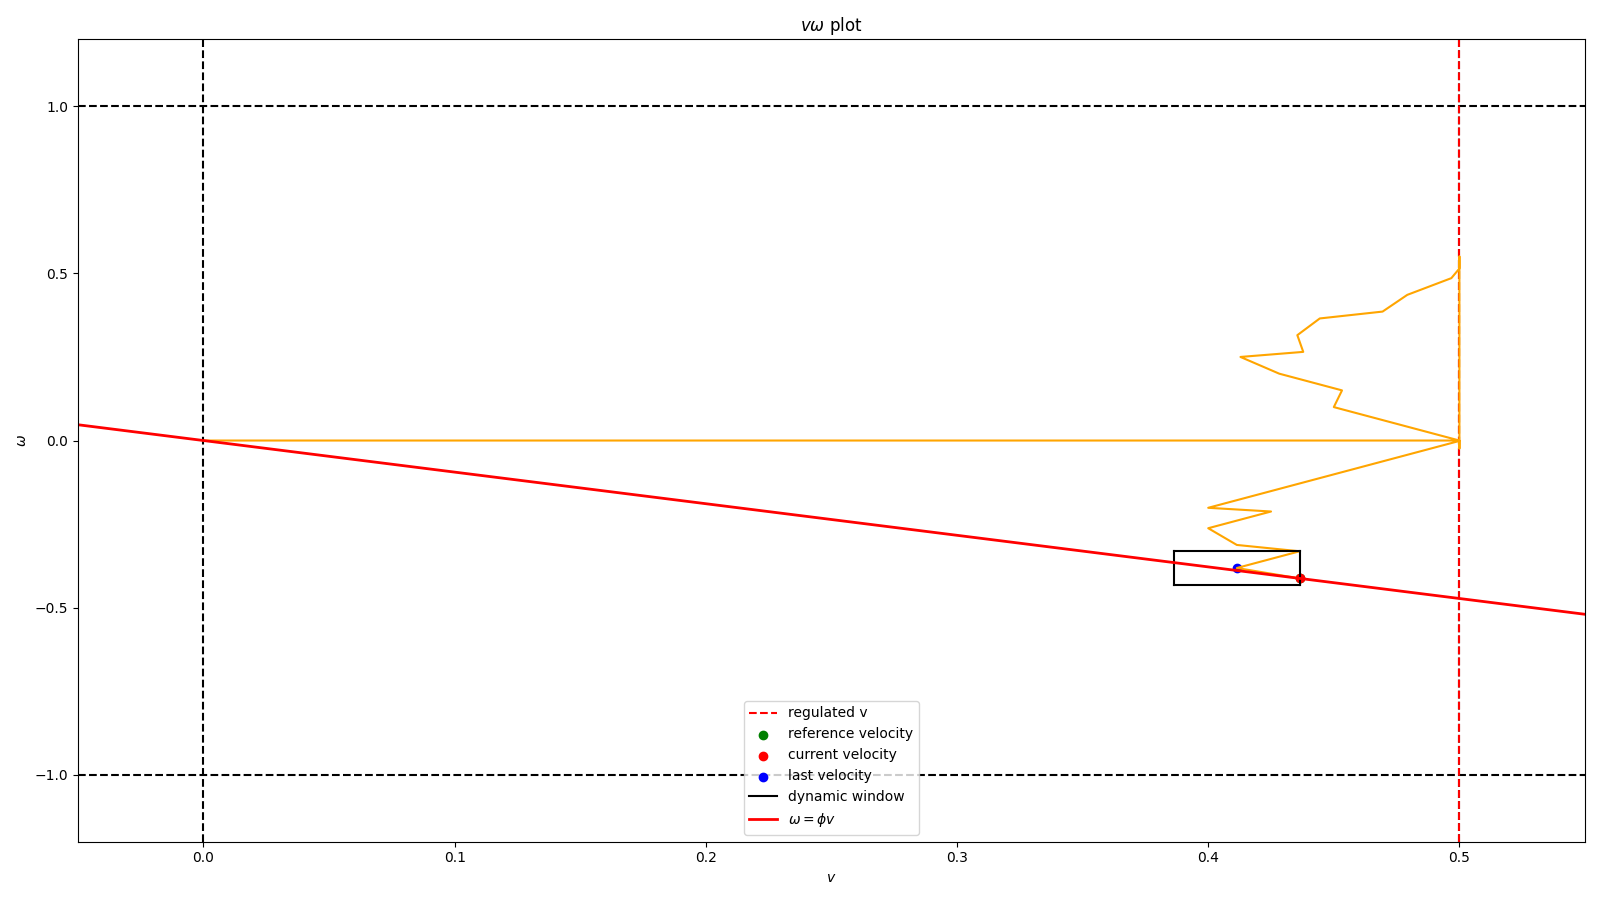 vω plot
1.0
0.5
0.0
−0.5
−1.0
ω
0.0 0.1 0.2 0.3 0.4 0.5
v
regulated v
reference velocity
current velocity
last velocity
dynamic window
ω = ϕv